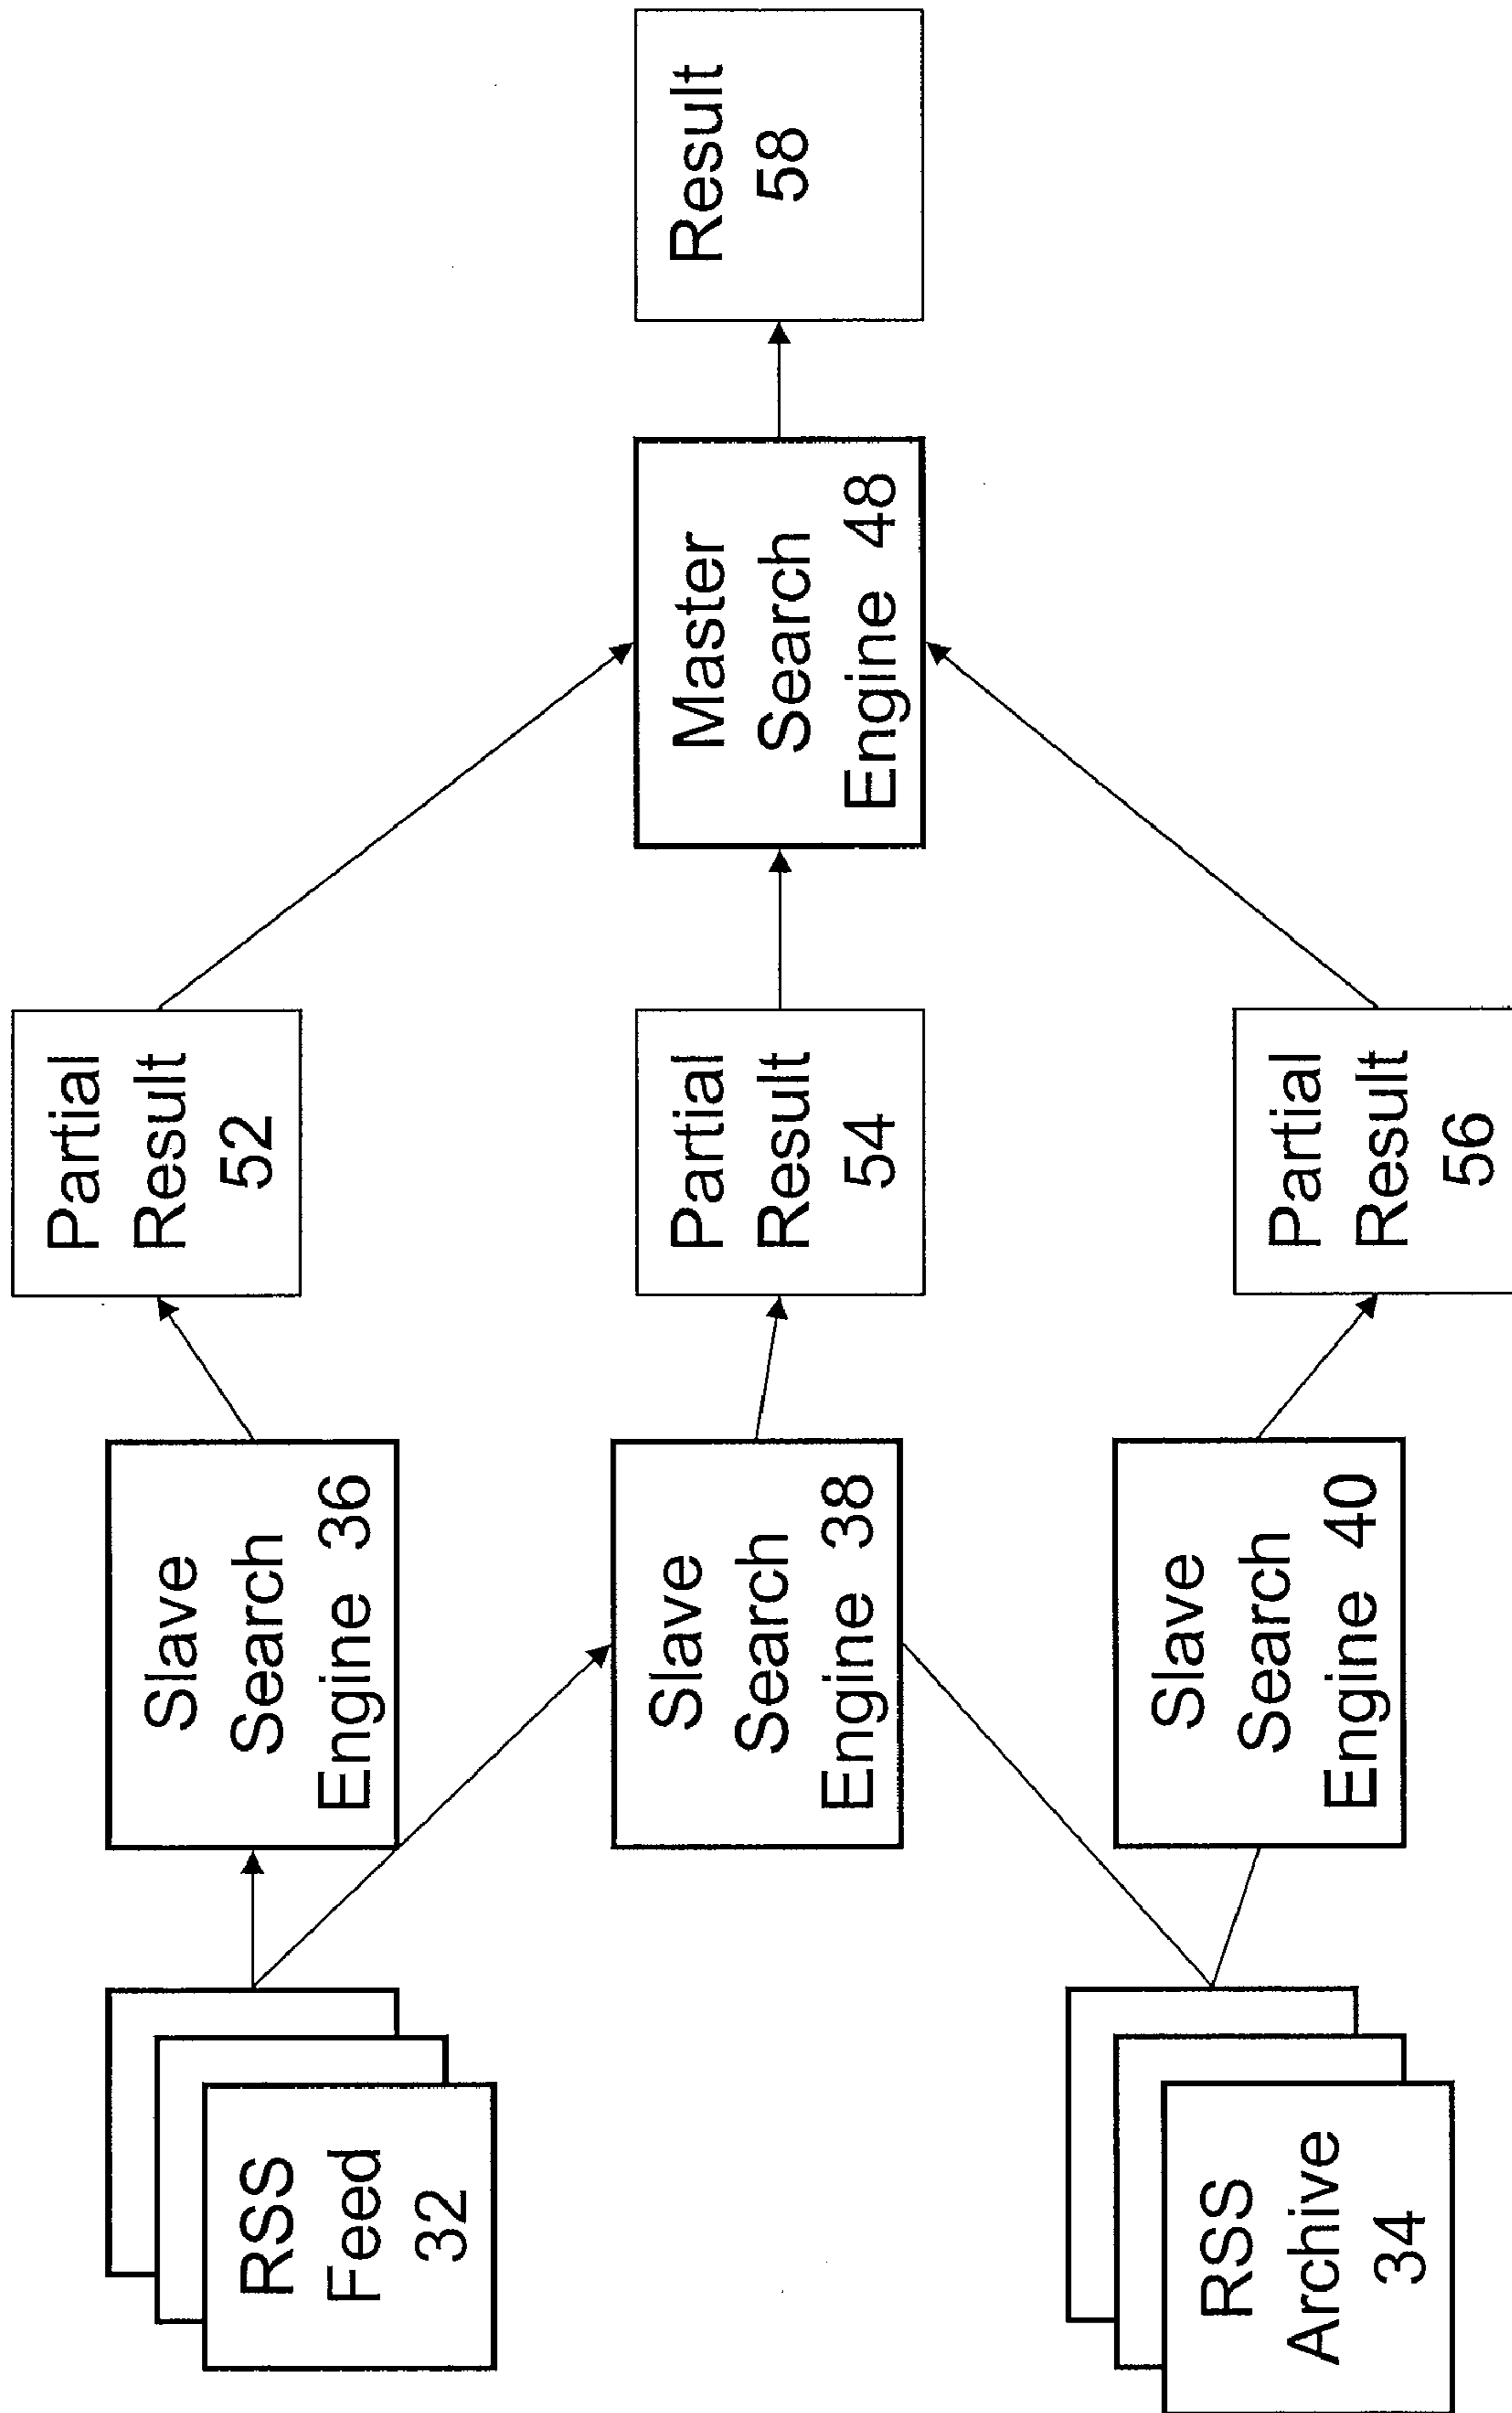 RSS
Feed
32
RSS
Archive
34
Slave
Search
Engine 36
Slave
Search
Engine 38
Slave
Search
Engine 40
Partial
Result
52
Partial
Result
54
Partial
Result
56
Master
Search
Engine 48
Result
58